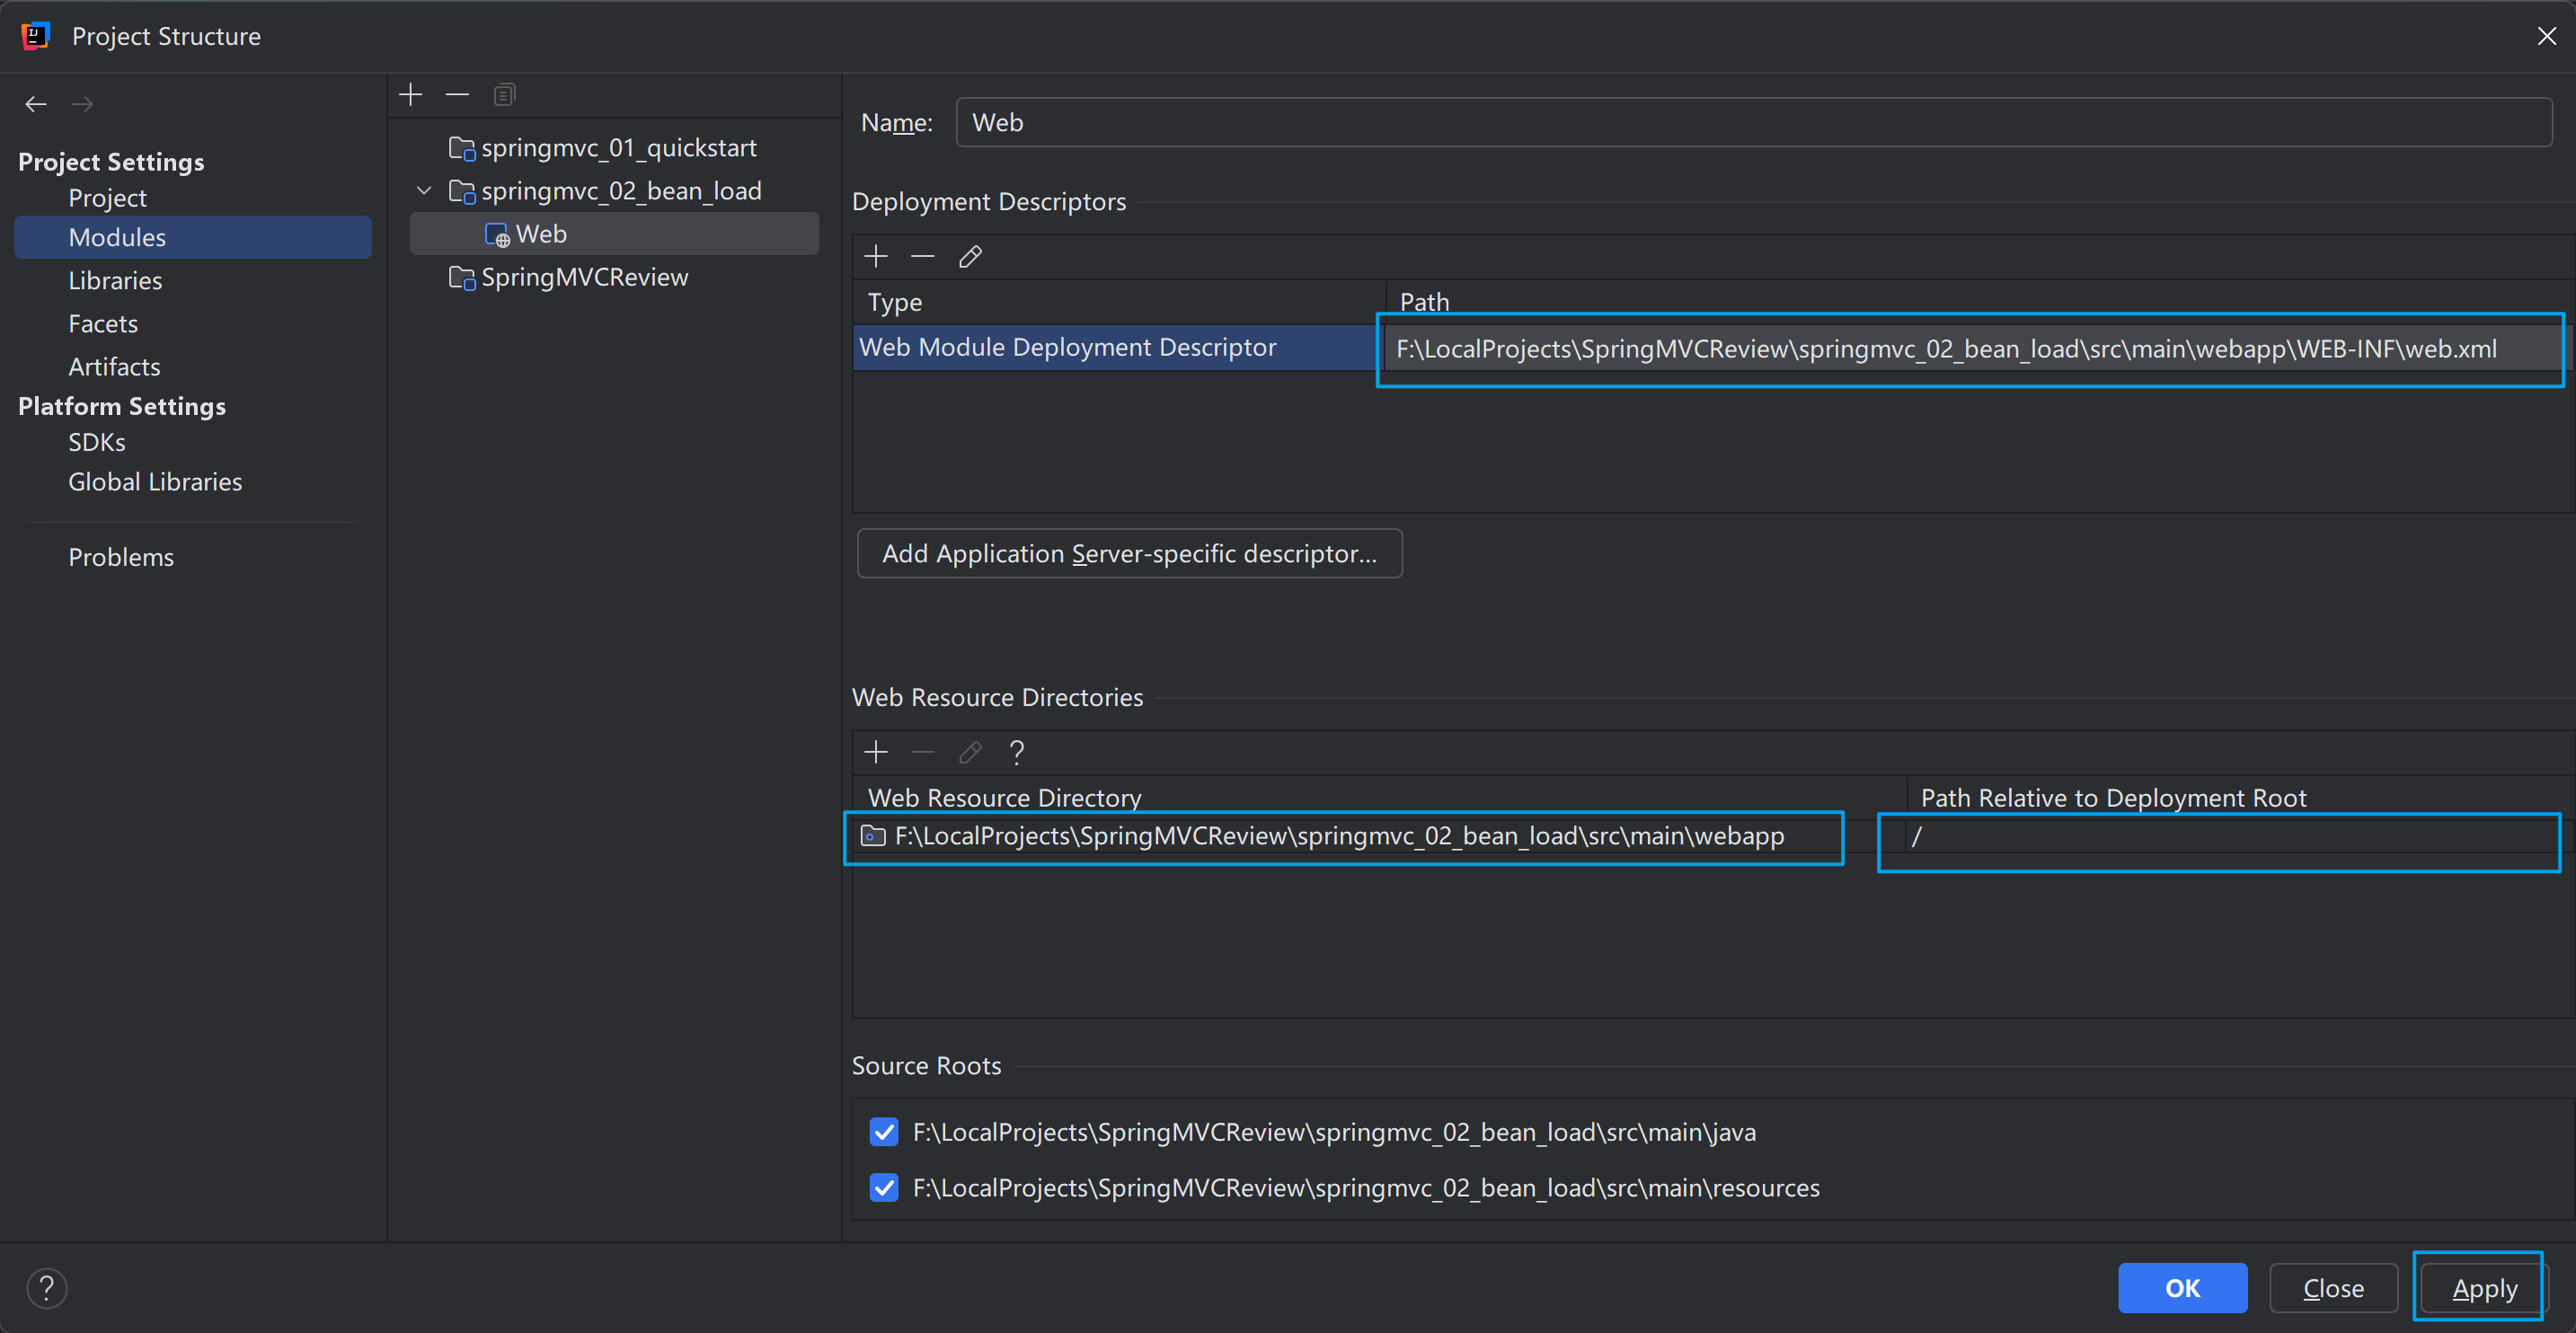 Project Structure
Project Settings
Project
Modules
Libraries
Facets
Artifacts
Platform Settings
SDKs
Global Libraries
Problems
springmvc_01_quickstart
springmvc_02_bean_load
Web
SpringMVCReview
Name: Web
Deployment Descriptors
Type Path
Web Module Deployment Descriptor F:\LocalProjects\SpringMVCReview\springmvc_02_bean_load\src\main\webapp\WEB-INF\web.xml
Add Application Server-specific descriptor...
Web Resource Directories
?
Web Resource Directory Path Relative to Deployment Root
F:\LocalProjects\SpringMVCReview\springmvc_02_bean_load\src\main\webapp /
Source Roots
F:\LocalProjects\SpringMVCReview\springmvc_02_bean_load\src\main\java
F:\LocalProjects\SpringMVCReview\springmvc_02_bean_load\src\main\resources
? OK Close Apply